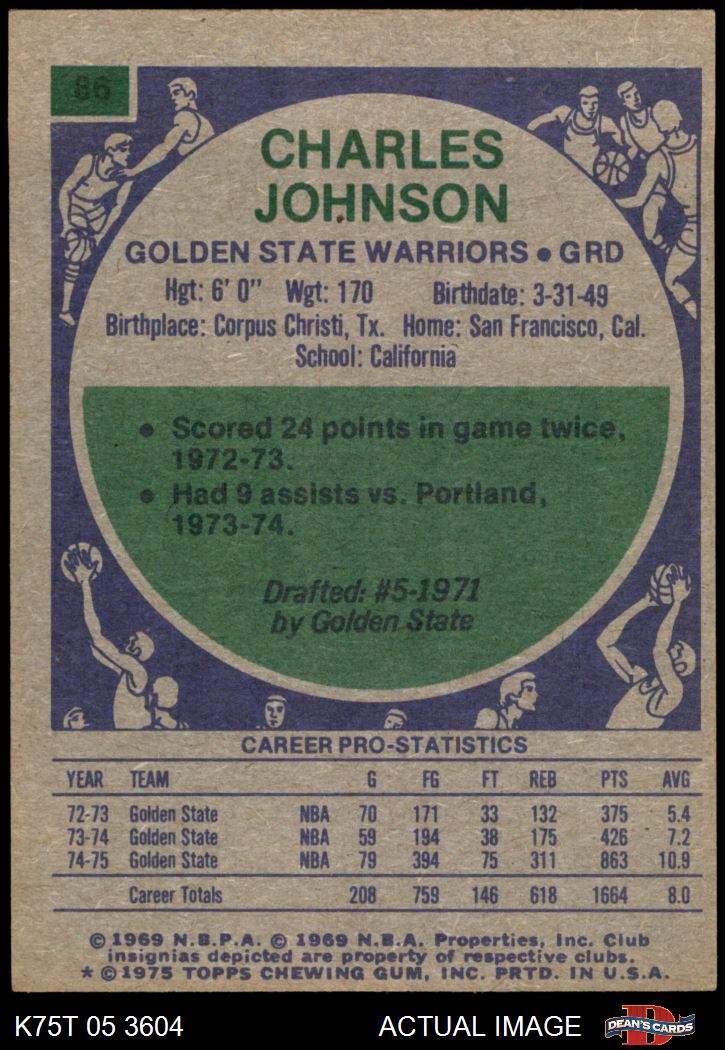 86
CHARLES
JOHNSON
GOLDEN STATE WARRIORS • GRD
Hgt: 6' 0" Wgt: 170 Birthdate: 3-31-49
Birthplace: Corpus Christi, Tx. Home: San Francisco, Cal.
School: California
• Scored 24 points in game twice,
1972-73.
• Had 9 assists vs. Portland,
1973-74.
Drafted: #5-1971
by Golden State
CAREER PRO-STATISTICS
YEAR TEAM G FG FT REB PTS AVG
72-73 Golden State NBA 70 171 33 132 375 5.4
73-74 Golden State NBA 59 194 38 175 426 7.2
74-75 Golden State NBA 79 394 75 311 863 10.9
Career Totals 208 759 146 618 1664 8.0
© 1969 N.B.P.A. © 1969 N.B.A. Properties, Inc. Club
insignias depicted are property of respective clubs.
* © 1975 TOPPS CHEWING GUM, INC. PRTD. IN U.S.A.
K75T 05 3604 ACTUAL IMAGE D DEAN'S CARDS